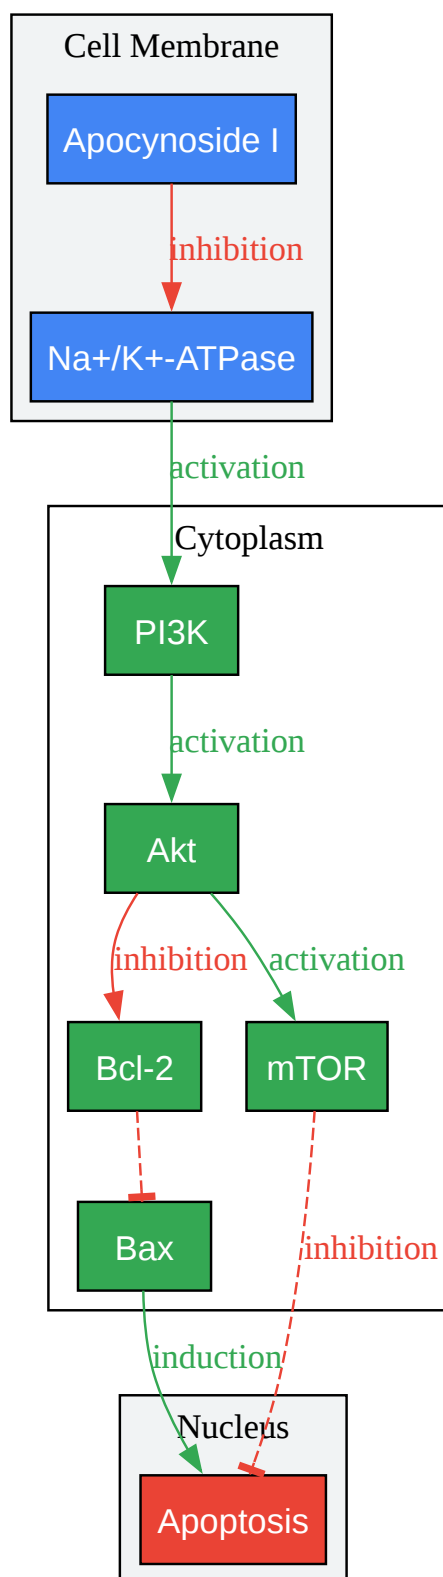 Cell Membrane
Apocynoside I
inhibition
Na+/K+-ATPase
activation
Cytoplasm
PI3K
activation
Akt
inhibition
activation
Bcl-2
mTOR
Bax
inhibition
induction
Nucleus
Apoptosis